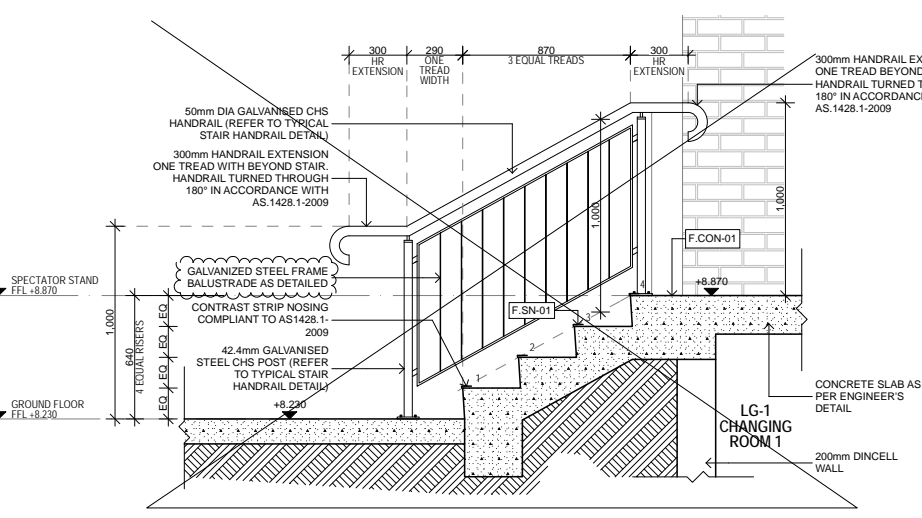 300
HR
EXTENSION
290
ONE
TREAD
WIDTH
870
3 EQUAL TREADS
300
HR
EXTENSION
300mm HANDRAIL EX
ONE TREAD BEYOND
HANDRAIL TURNED T
180° IN ACCORDANC
AS.1428.1-2009
50mm DIA GALVANISED CHS
HANDRAIL (REFER TO TYPICAL
STAIR HANDRAIL DETAIL)
300mm HANDRAIL EXTENSION
ONE TREAD WITH BEYOND STAIR.
HANDRAIL TURNED THROUGH
180° IN ACCORDANCE WITH
AS.1428.1-2009
GALVANIZED STEEL FRAME
BALUSTRADE AS DETAILED
CONTRAST STRIP NOSING
COMPLIANT TO AS1428.1-
2009
42.4mm GALVANISED
STEEL CHS POST (REFER
TO TYPICAL STAIR
HANDRAIL DETAIL)
SPECTATOR STAND
FFL +8.870
GROUND FLOOR
FFL +8.230
1,000
640
4 EQUAL RISERS
EQ
EQ
EQ
EQ
+8.230
1,000
1,000
F.CON-01
F.SN-01
+8.870
1
2
3
4
CONCRETE SLAB AS
PER ENGINEER'S
DETAIL
LG-1
CHANGING
ROOM 1
200mm DINCELL
WALL